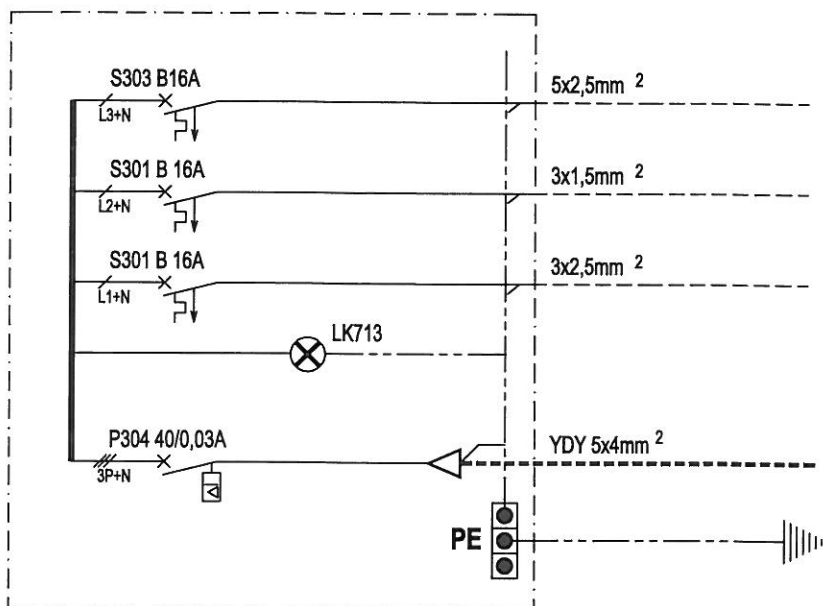 S303 B16A
L3+N
5x2,5mm ²
S301 B 16A
L2+N
3x1,5mm ²
S301 B 16A
L1+N
3x2,5mm ²
LK713
P304 40/0,03A
3P+N
YDY 5x4mm ²
PE